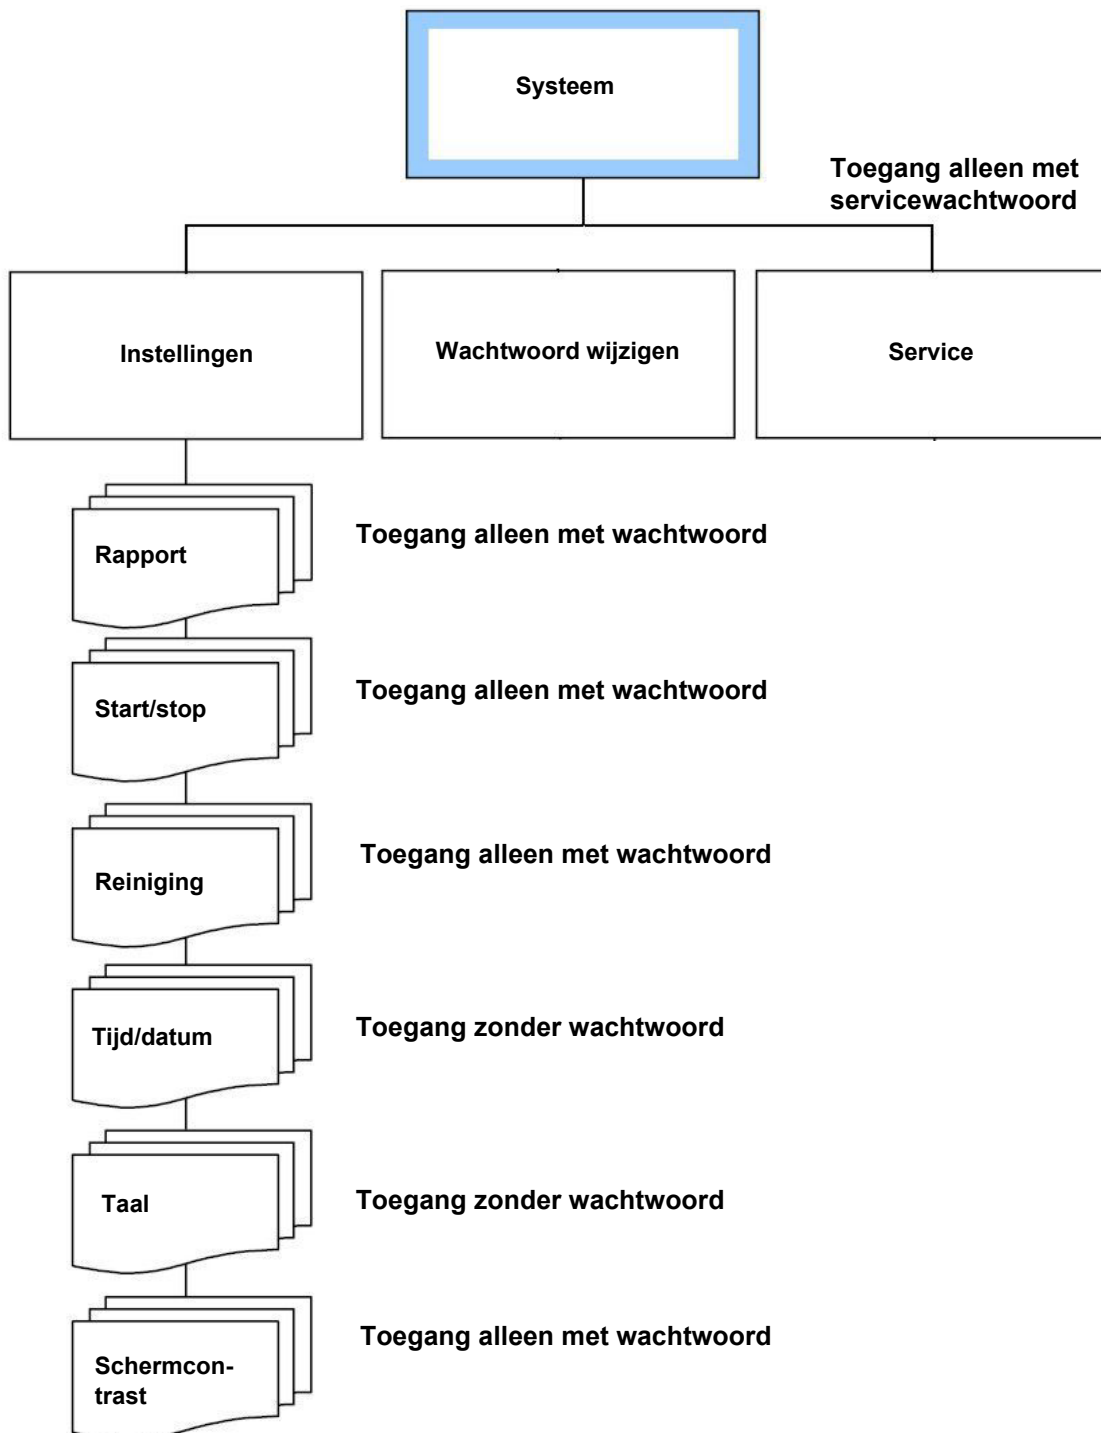 Systeem
Toegang alleen met
servicewachtwoord
Instellingen
Wachtwoord wijzigen
Service
Rapport
Toegang alleen met wachtwoord
Start/stop
Toegang alleen met wachtwoord
Reiniging
Toegang alleen met wachtwoord
Tijd/datum
Toegang zonder wachtwoord
Taal
Toegang zonder wachtwoord
Schermcon-
trast
Toegang alleen met wachtwoord